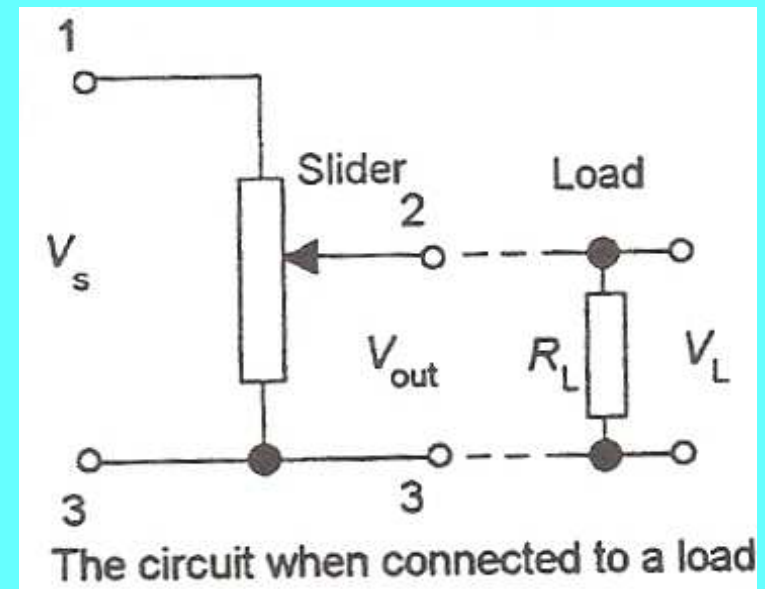 1
Slider
Load
2
Vs
Vout
RL
VL
3
3
The circuit when connected to a load